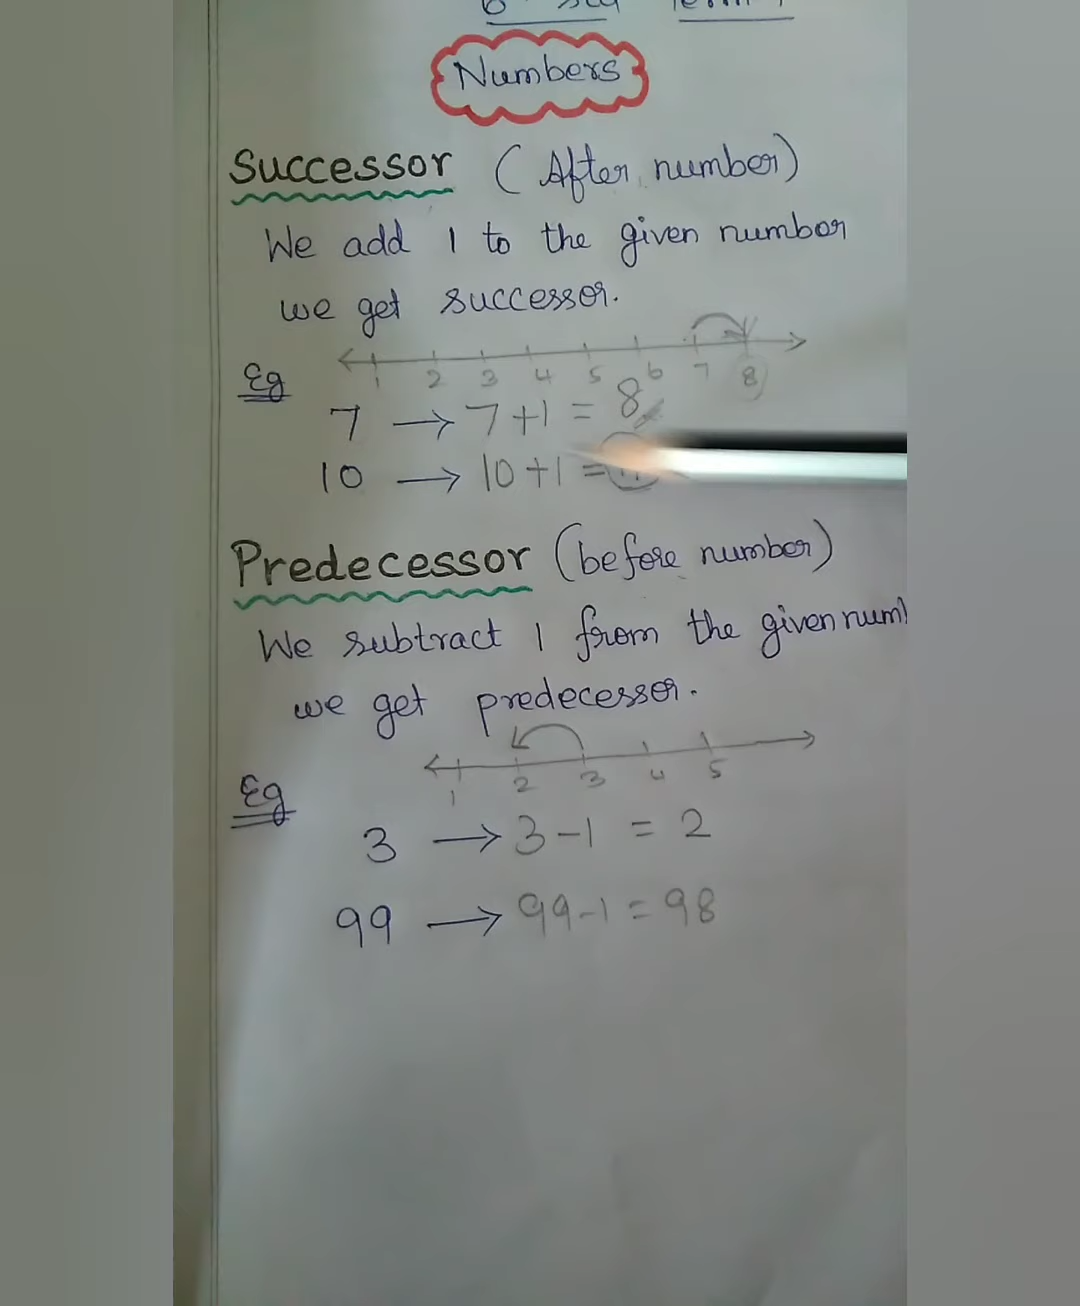 Numbers
Successor (After number)
We add 1 to the given number
we get successor.
1 2 3 4 5 6 7 8
Eg
7 → 7+1 = 8
10 → 10+1 =
Predecessor (before number)
We subtract 1 from the given
we get predecessor.
1 2 3 4 5
Eg
3 → 3-1 = 2
99 → 99-1 = 98